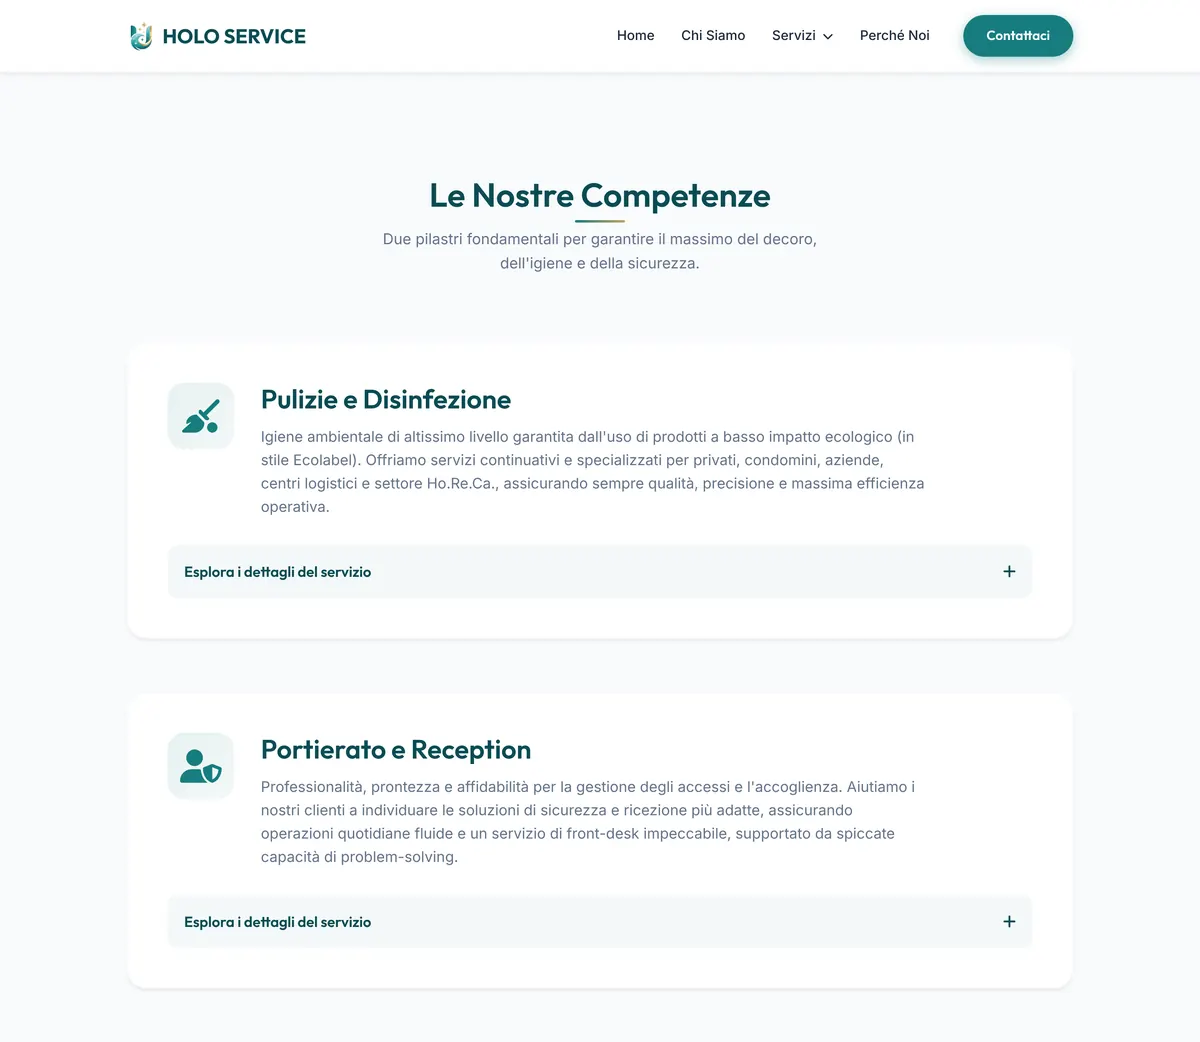 HOLO SERVICE
Home
Chi Siamo
Servizi
Perché Noi
Contattaci
Le Nostre Competenze
Due pilastri fondamentali per garantire il massimo del decoro,
dell'igiene e della sicurezza.
Pulizie e Disinfezione
Igiene ambientale di altissimo livello garantita dall'uso di prodotti a basso impatto ecologico (in
stile Ecolabel). Offriamo servizi continuativi e specializzati per privati, condomini, aziende,
centri logistici e settore Ho.Re.Ca., assicurando sempre qualità, precisione e massima efficienza
operativa.
Esplora i dettagli del servizio
Portierato e Reception
Professionalità, prontezza e affidabilità per la gestione degli accessi e l'accoglienza. Aiutiamo i
nostri clienti a individuare le soluzioni di sicurezza e ricezione più adatte, assicurando
operazioni quotidiane fluide e un servizio di front-desk impeccabile, supportato da spiccate
capacità di problem-solving.
Esplora i dettagli del servizio